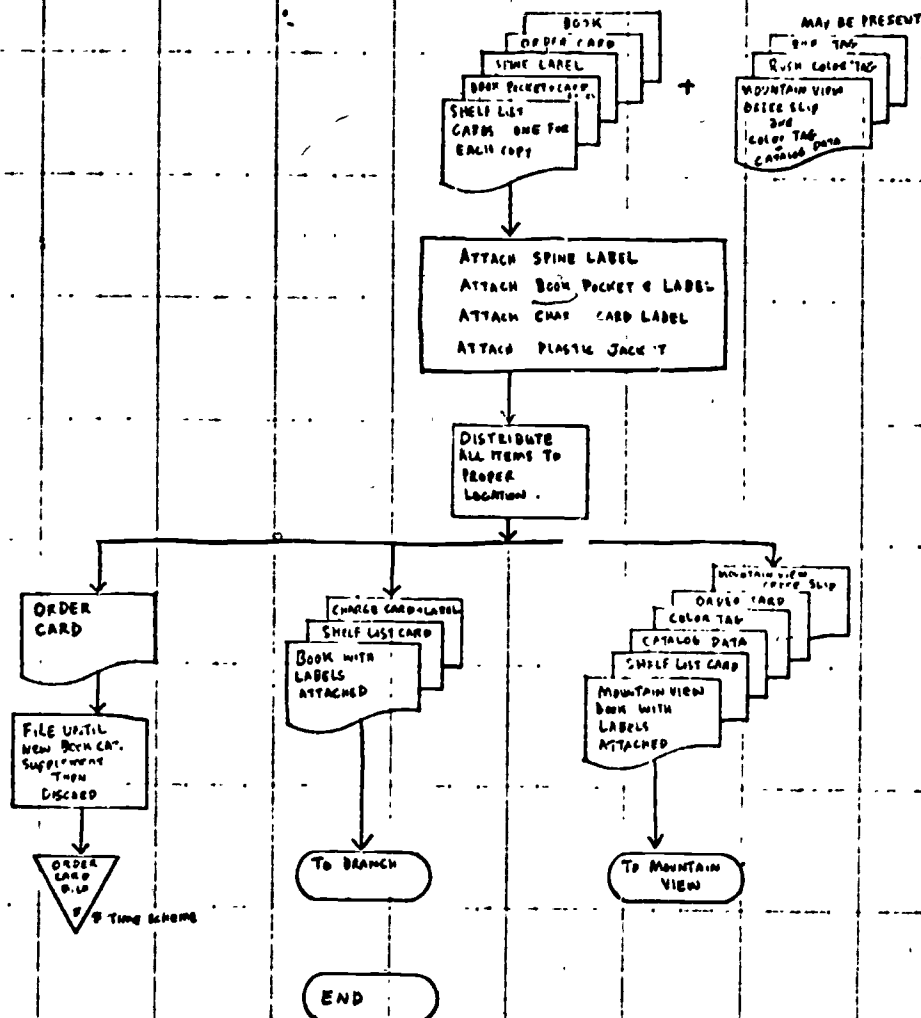 BOOK
ORDER CARD
SPINE LABEL
BOOK POCKET & CARD
SHELF LIST
CARDS ONE FOR
EACH COPY
+
MAY BE PRESENT
TAG
RUSH COLOR TAG
MOUNTAIN VIEW
ORDER SLIP
AND
COLOR TAG
CATALOG DATA
ATTACH SPINE LABEL
ATTACH BOOK POCKET & LABEL
ATTACH CARD LABEL
ATTACH PLASTIC
DISTRIBUTE
ALL ITEMS TO
PROPER
LOCATION.
ORDER
CARD
CHARGE CARD + LABEL
SHELF LIST CARD
BOOK WITH
LABELS
ATTACHED
MOUNTAIN VIEW
SLIP
ORDER CARD
COLOR TAG
CATALOG DATA
SHELF LIST CARD
MOUNTAIN VIEW
BOOK WITH
LABELS
ATTACHED
FILE UNTIL
NEW BOOK CAT.
SUPPLEMENT
THEN
DISCARD
ORDER
CARD
TIME SCHEME
TO BRANCH
TO MOUNTAIN
VIEW
END